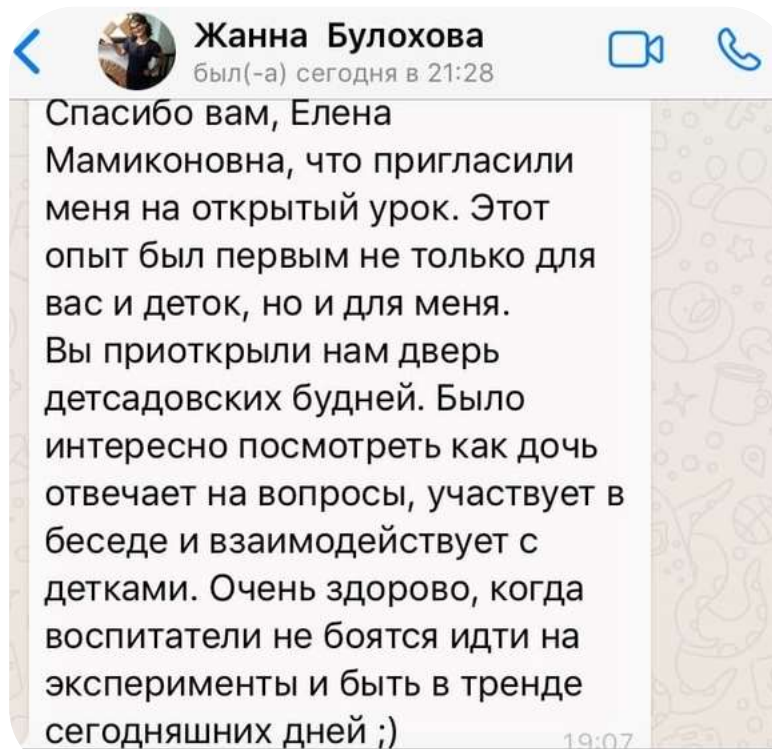 Жанна Булохова
был(-а) сегодня в 21:28
Спасибо вам, Елена
Мамиконовна, что пригласили
меня на открытый урок. Этот
опыт был первым не только для
вас и деток, но и для меня.
Вы приоткрыли нам дверь
детсадовских будней. Было
интересно посмотреть как дочь
отвечает на вопросы, участвует в
беседе и взаимодействует с
детками. Очень здорово, когда
воспитатели не боятся идти на
эксперименты и быть в тренде
сегодняшних дней ;)
19:07